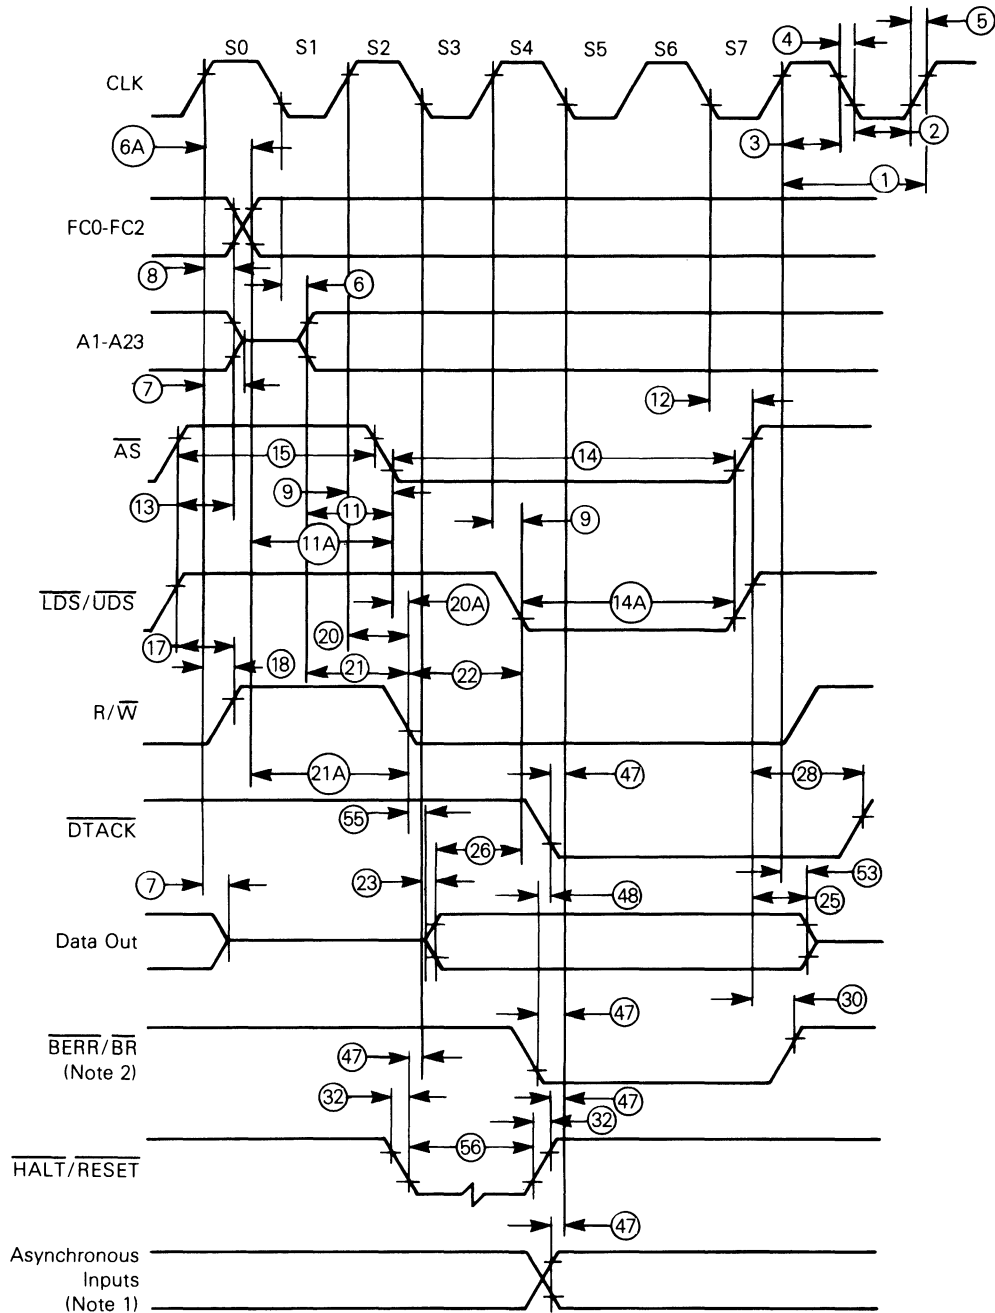 5
4
S0 S1 S2 S3 S4 S5 S6 S7
CLK
6A
3
2
1
FC0-FC2
8
6
A1-A23
7
12
AS
15
14
13
9
11
9
11A
LDS/UDS
20A
14A
17
18
20
21
22
R/W
21A
47
28
55
DTACK
26
53
7
23
48
25
Data Out
30
47
BERR/BR
(Note 2)
47
32
47
32
56
HALT/RESET
47
Asynchronous
Inputs
(Note 1)